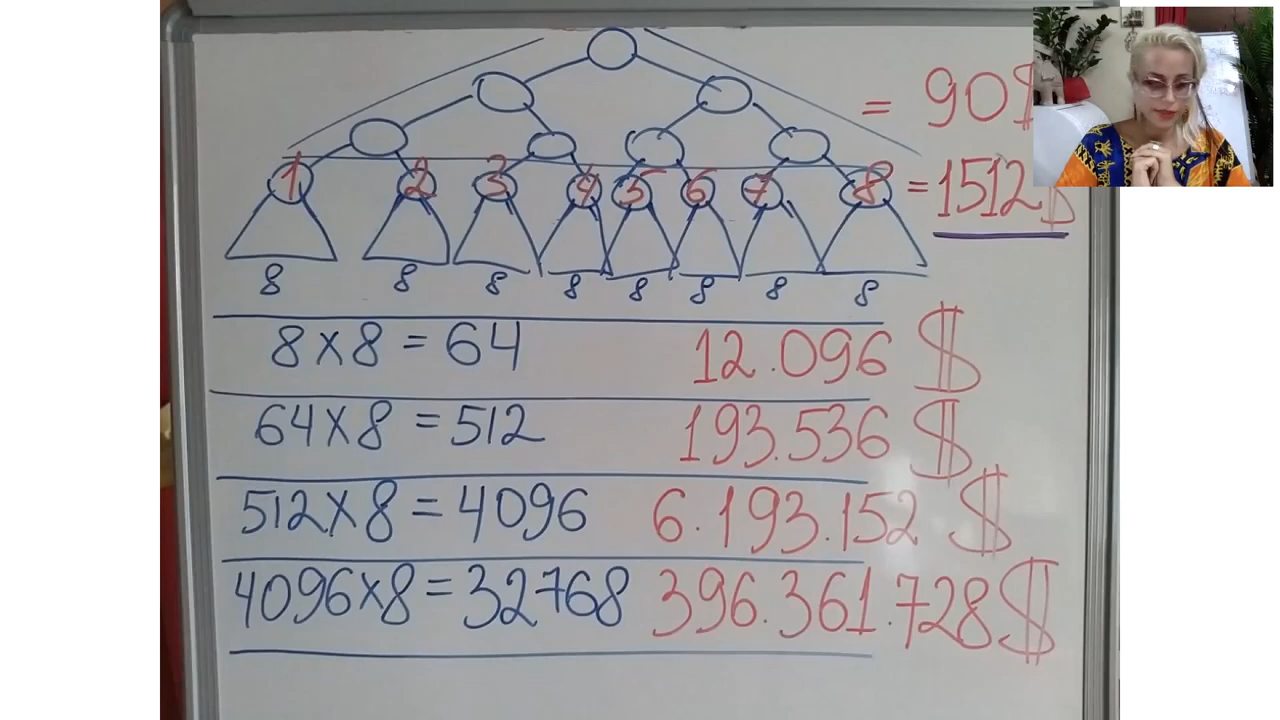 = 90$
1 2 3 4 5 6 7 8 = 1512$
8 8 8 8 8 8 8 8
8 x 8 = 64 12.096 $
64 x 8 = 512 193.536 $
512 x 8 = 4096 6.193.152 $
4096 x 8 = 32768 396.361.728 $